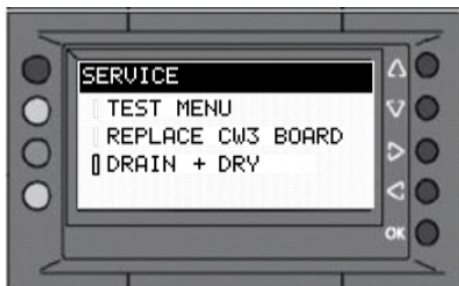 SERVICE
TEST MENU
REPLACE CW3 BOARD
DRAIN + DRY
OK